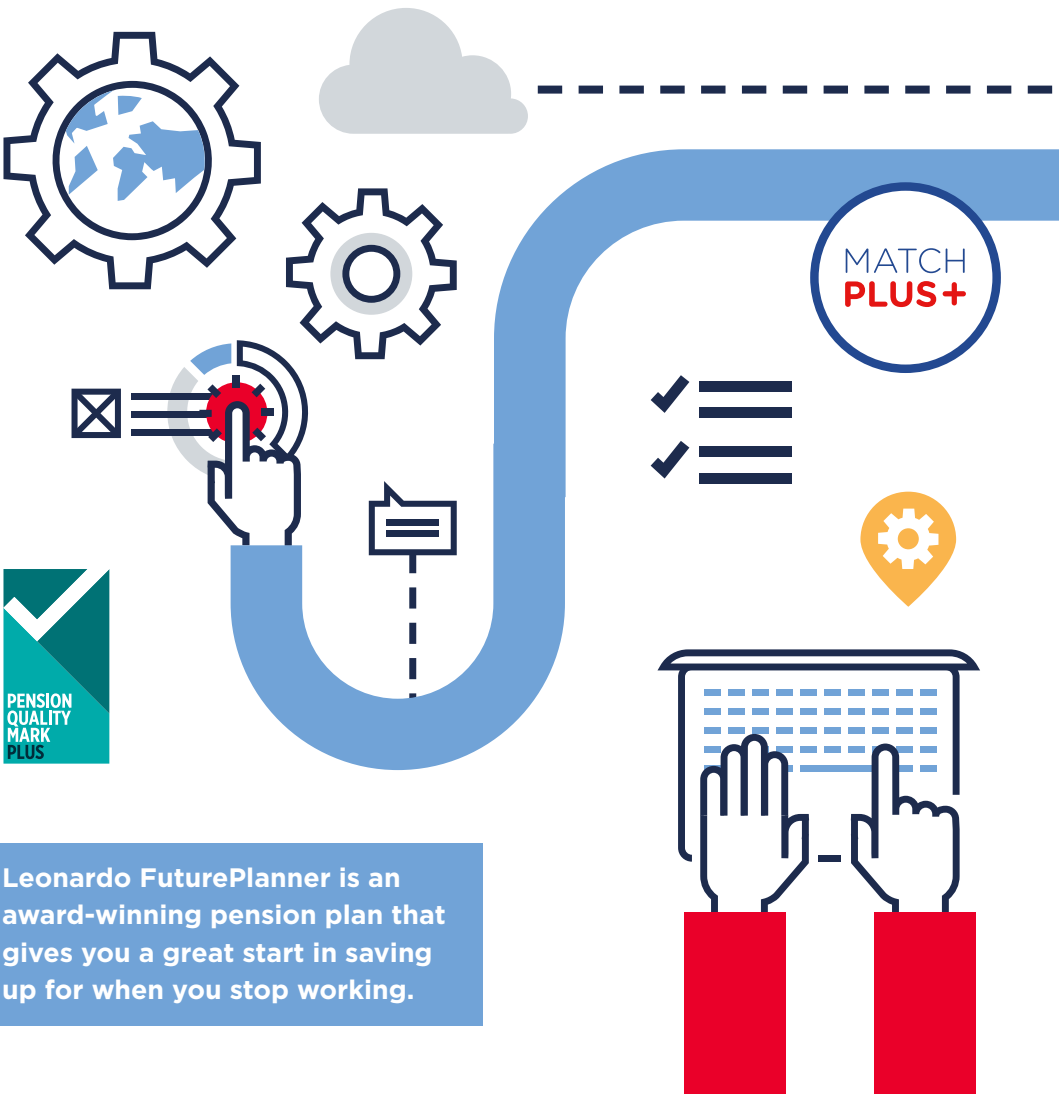 MATCH
PLUS+
PENSION
QUALITY
MARK
PLUS
Leonardo FuturePlanner is an
award-winning pension plan that
gives you a great start in saving
up for when you stop working.